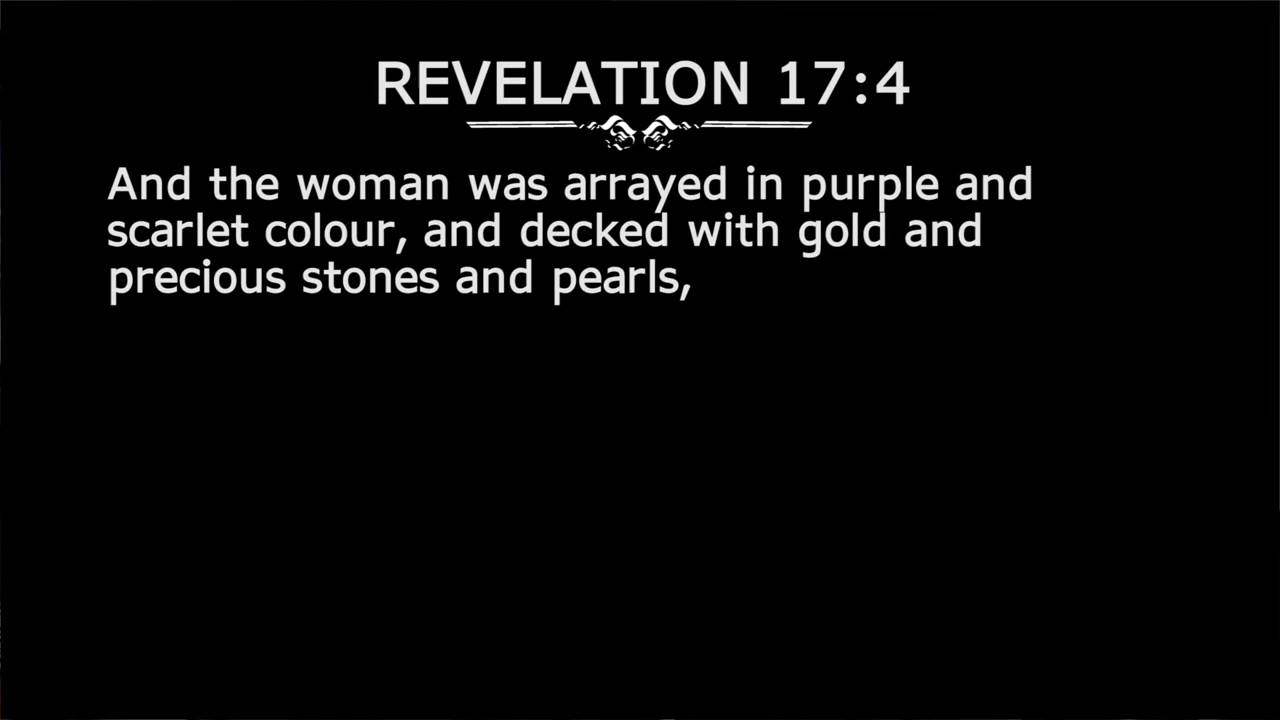 REVELATION 17:4
And the woman was arrayed in purple and
scarlet colour, and decked with gold and
precious stones and pearls,